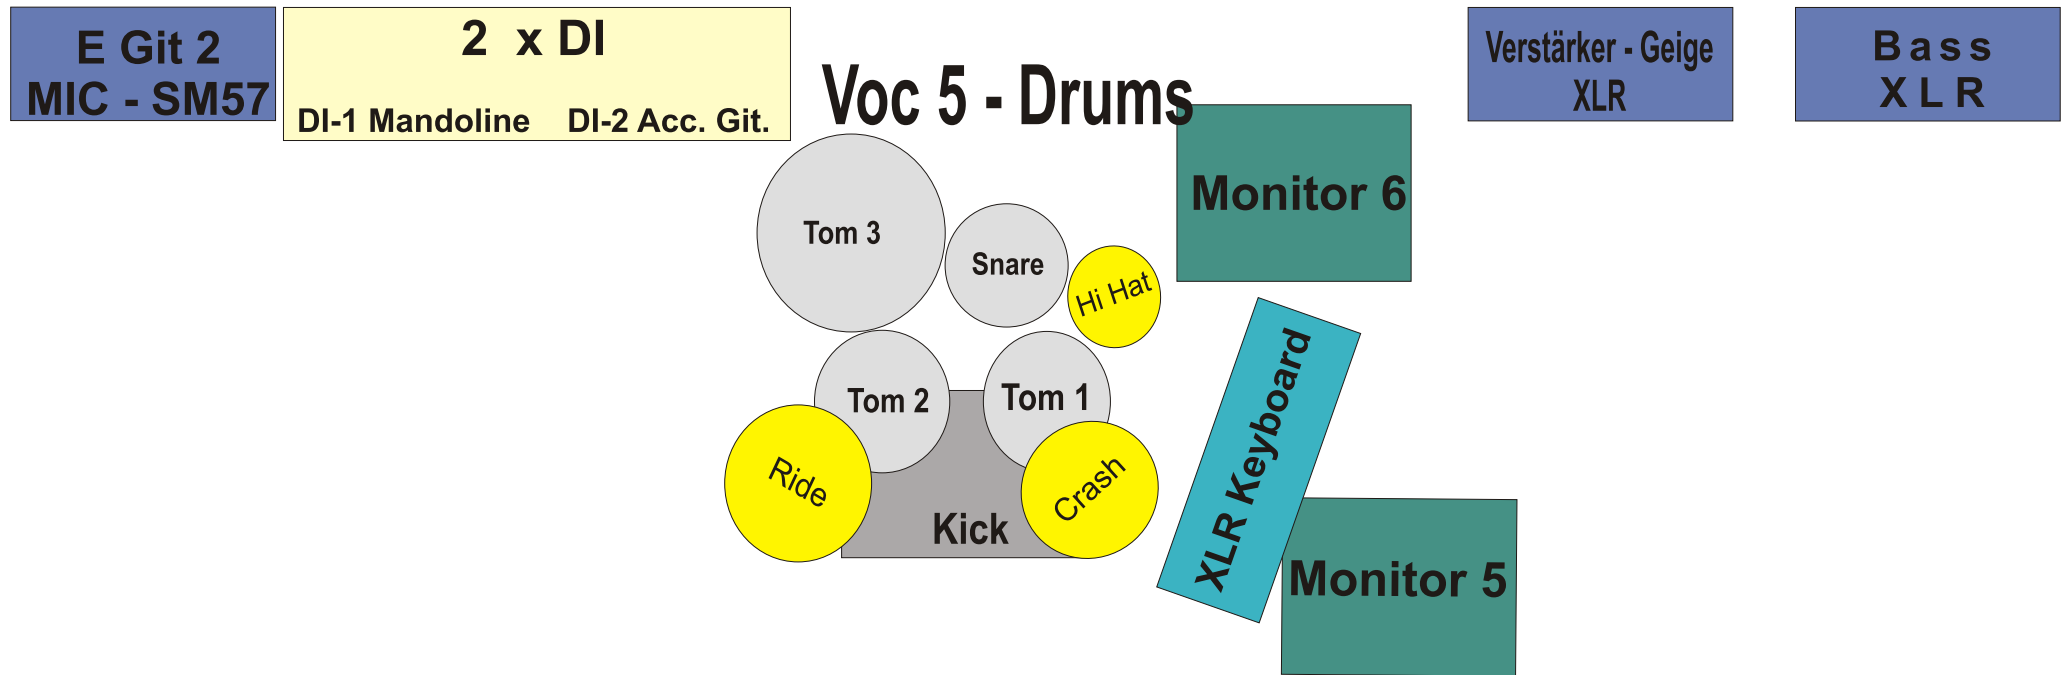 E Git 2
MIC - SM57
2 x DI
DI-1 Mandoline DI-2 Acc. Git.
Voc 5 - Drums
Verstärker - Geige
XLR
Bass
XLR
Monitor 6
Tom 3
Snare
Hi Hat
Tom 2
Tom 1
Ride
Crash
Kick
XLR Keyboard
Monitor 5